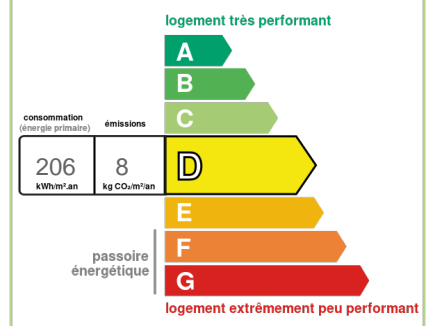 logement très performant
A
B
C
consommation
(énergie primaire)
émissions
206
kWh/m².an
8
kg CO₂/m²/an
D
E
F
G
passoire
énergétique
logement extrêmement peu performant